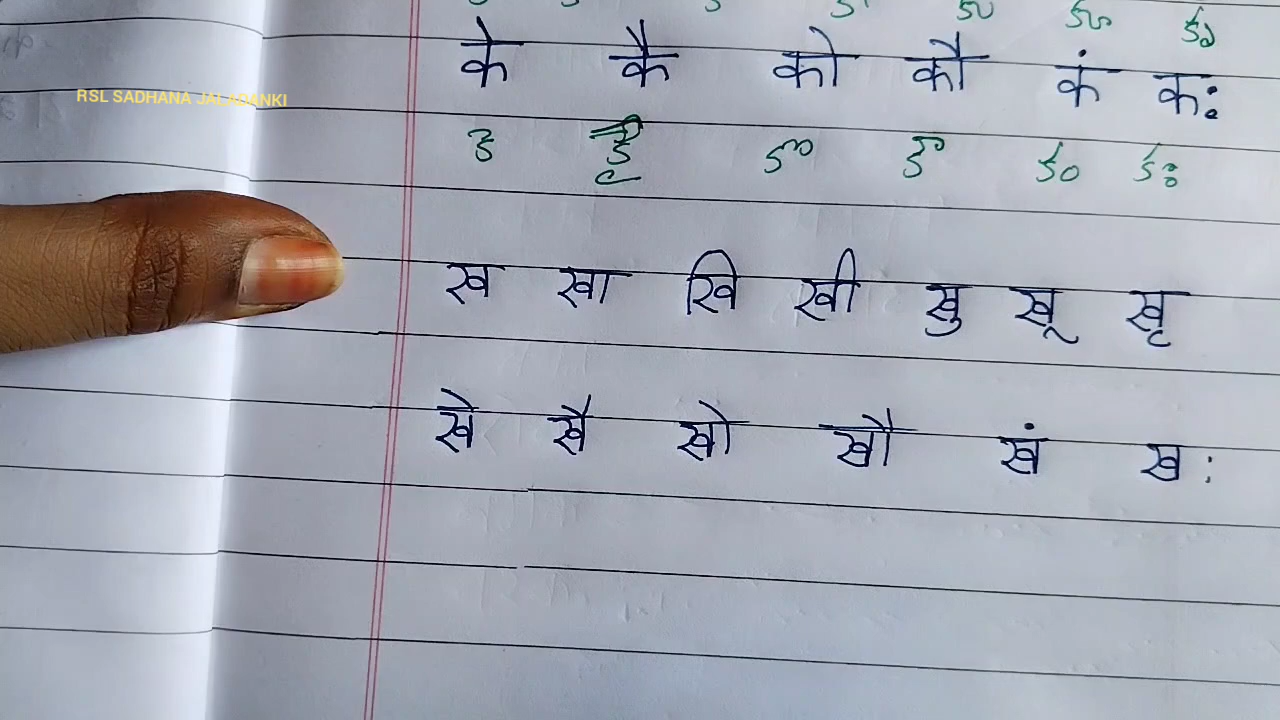 కు కూ కృ
के कै को कौ कं कः
RSL SADHANA JALADANKI
కె కై కొ కౌ కం కః
ख खा खि खी खु खू खृ
खे खै खो खौ खं खः